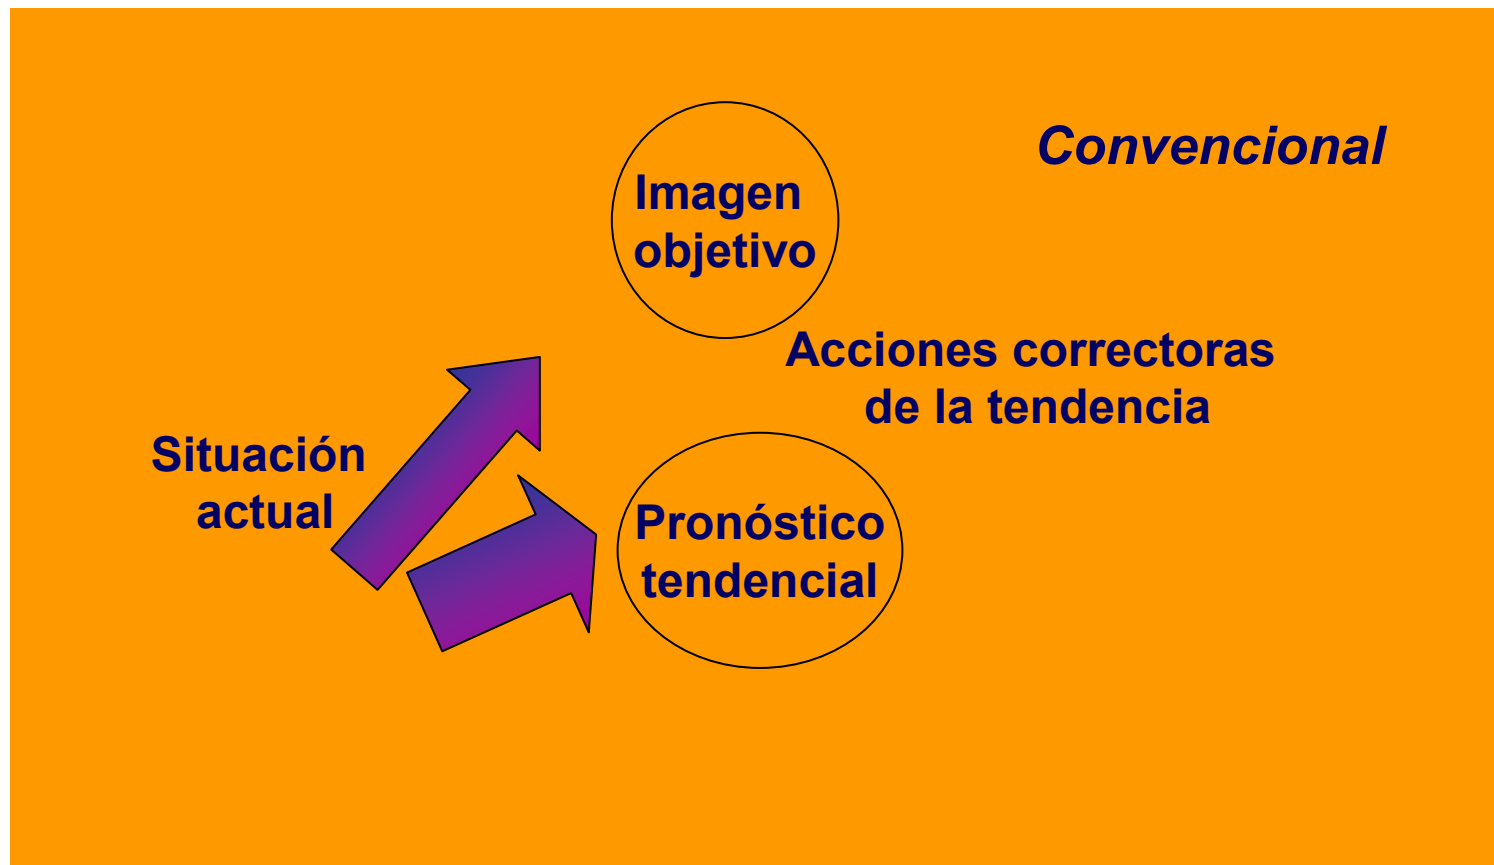 Convencional
Imagen
objetivo
Acciones correctoras
de la tendencia
Situación
actual
Pronóstico
tendencial